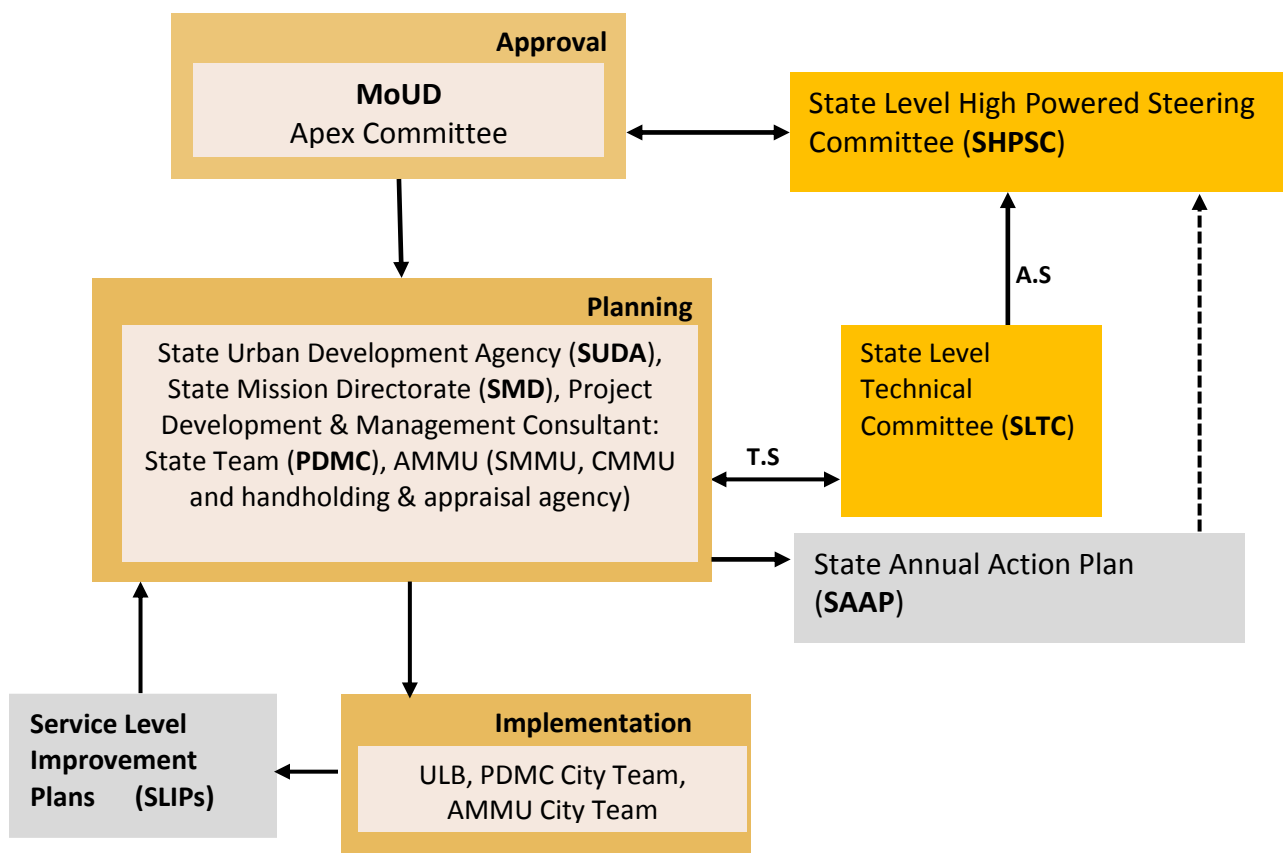 Approval
MoUD
Apex Committee
State Level High Powered Steering
Committee (SHPSC)
A.S
Planning
State Urban Development Agency (SUDA),
State Mission Directorate (SMD), Project
Development & Management Consultant:
State Team (PDMC), AMMU (SMMU, CMMU
and handholding & appraisal agency)
T.S
State Level
Technical
Committee (SLTC)
State Annual Action Plan
(SAAP)
Service Level
Improvement
Plans (SLIPs)
Implementation
ULB, PDMC City Team,
AMMU City Team